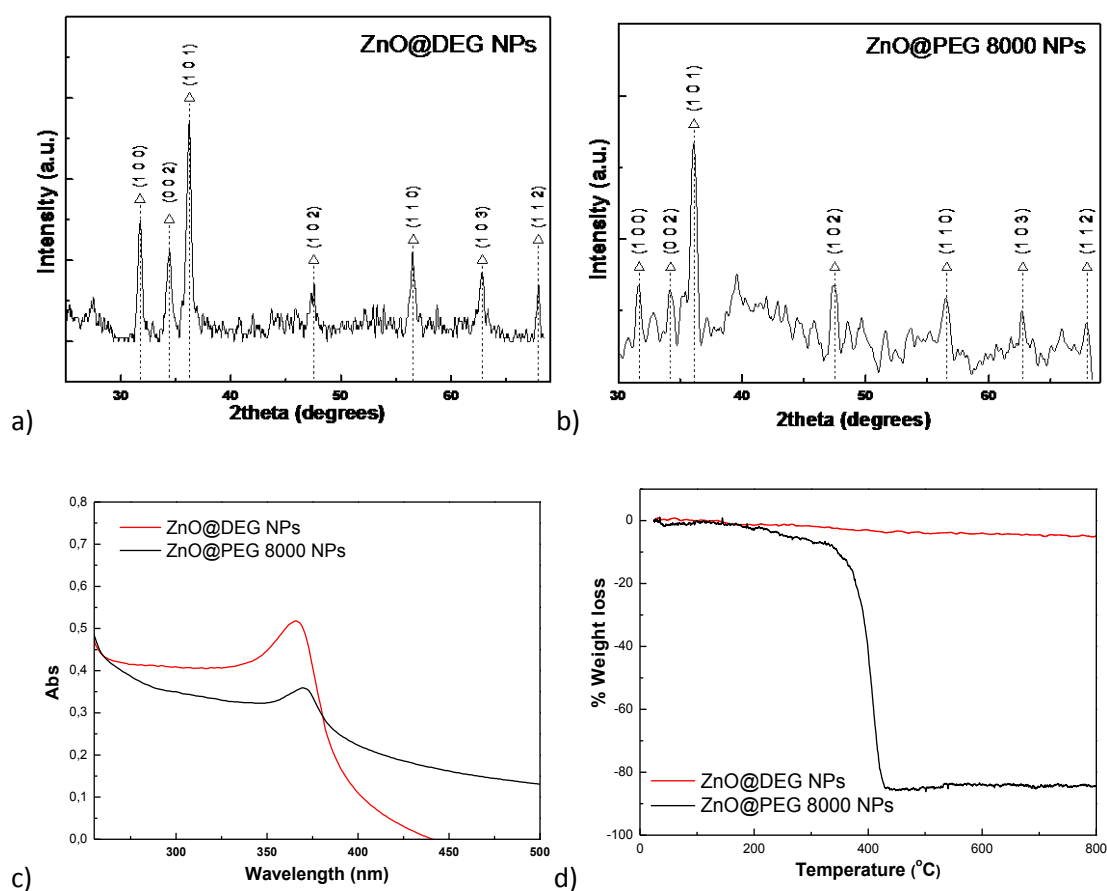 ZnO@DEG NPs
(1 0 0)
(0 0 2)
(1 0 1)
(1 0 2)
(1 1 0)
(1 0 3)
(1 1 2)
Intensity (a.u.)
30 40 50 60
2theta (degrees)
a)
ZnO@PEG 8000 NPs
(1 0 0)
(0 0 2)
(1 0 1)
(1 0 2)
(1 1 0)
(1 0 3)
(1 1 2)
Intensity (a.u.)
30 40 50 60
2theta (degrees)
b)
0,8
0,7
0,6
0,5
0,4
0,3
0,2
0,1
0,0
Abs
ZnO@DEG NPs
ZnO@PEG 8000 NPs
300 350 400 450 500
Wavelength (nm)
c)
0
-20
-40
-60
-80
-100
% Weight loss
ZnO@DEG NPs
ZnO@PEG 8000 NPs
0 200 400 600 800
Temperature (°C)
d)